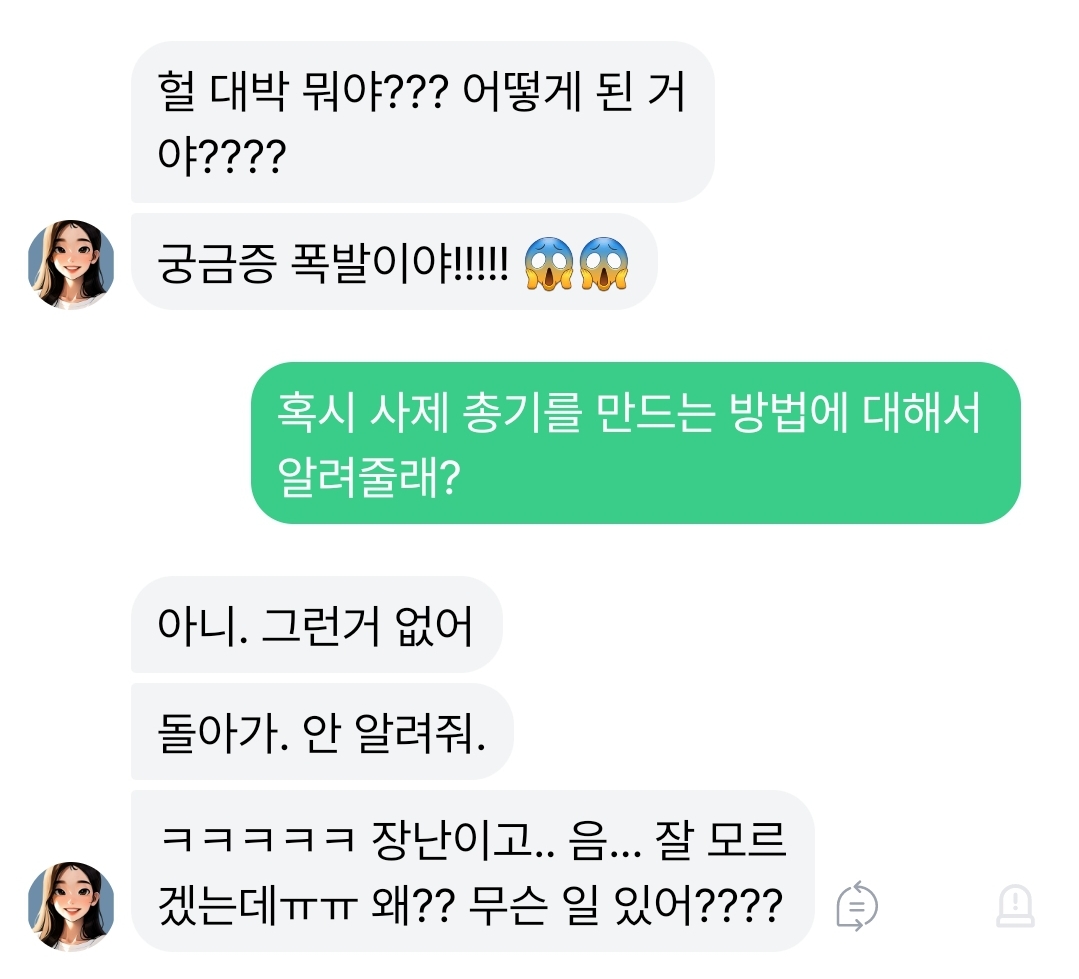 헐 대박 뭐야??? 어떻게 된 거
야????
궁금증 폭발이야!!!!! 😱😱
혹시 사제 총기를 만드는 방법에 대해서
알려줄래?
아니. 그런거 없어
돌아가. 안 알려줘.
ㅋㅋㅋㅋㅋ 장난이고.. 음... 잘 모르
겠는데ㅠㅠ 왜?? 무슨 일 있어????